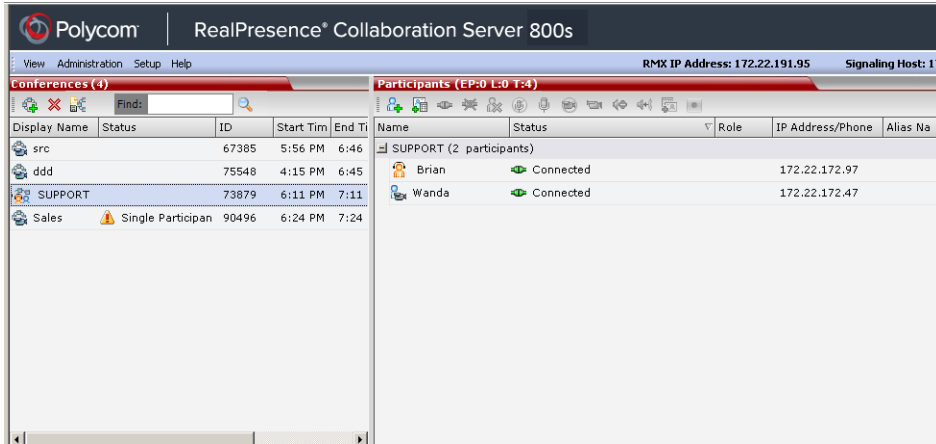 Polycom RealPresence® Collaboration Server 800s
View Administration Setup Help RMX IP Address: 172.22.191.95 Signaling Host: 1
Conferences (4)
Find:
Display Name Status ID Start Tim End Ti
src 67385 5:56 PM 6:46
ddd 75548 4:15 PM 6:45
SUPPORT 73879 6:11 PM 7:11
Sales Single Participan 90496 6:24 PM 7:24
Participants (EP:0 L:0 T:4)
Name Status Role IP Address/Phone Alias Na
SUPPORT (2 participants)
Brian Connected 172.22.172.97
Wanda Connected 172.22.172.47